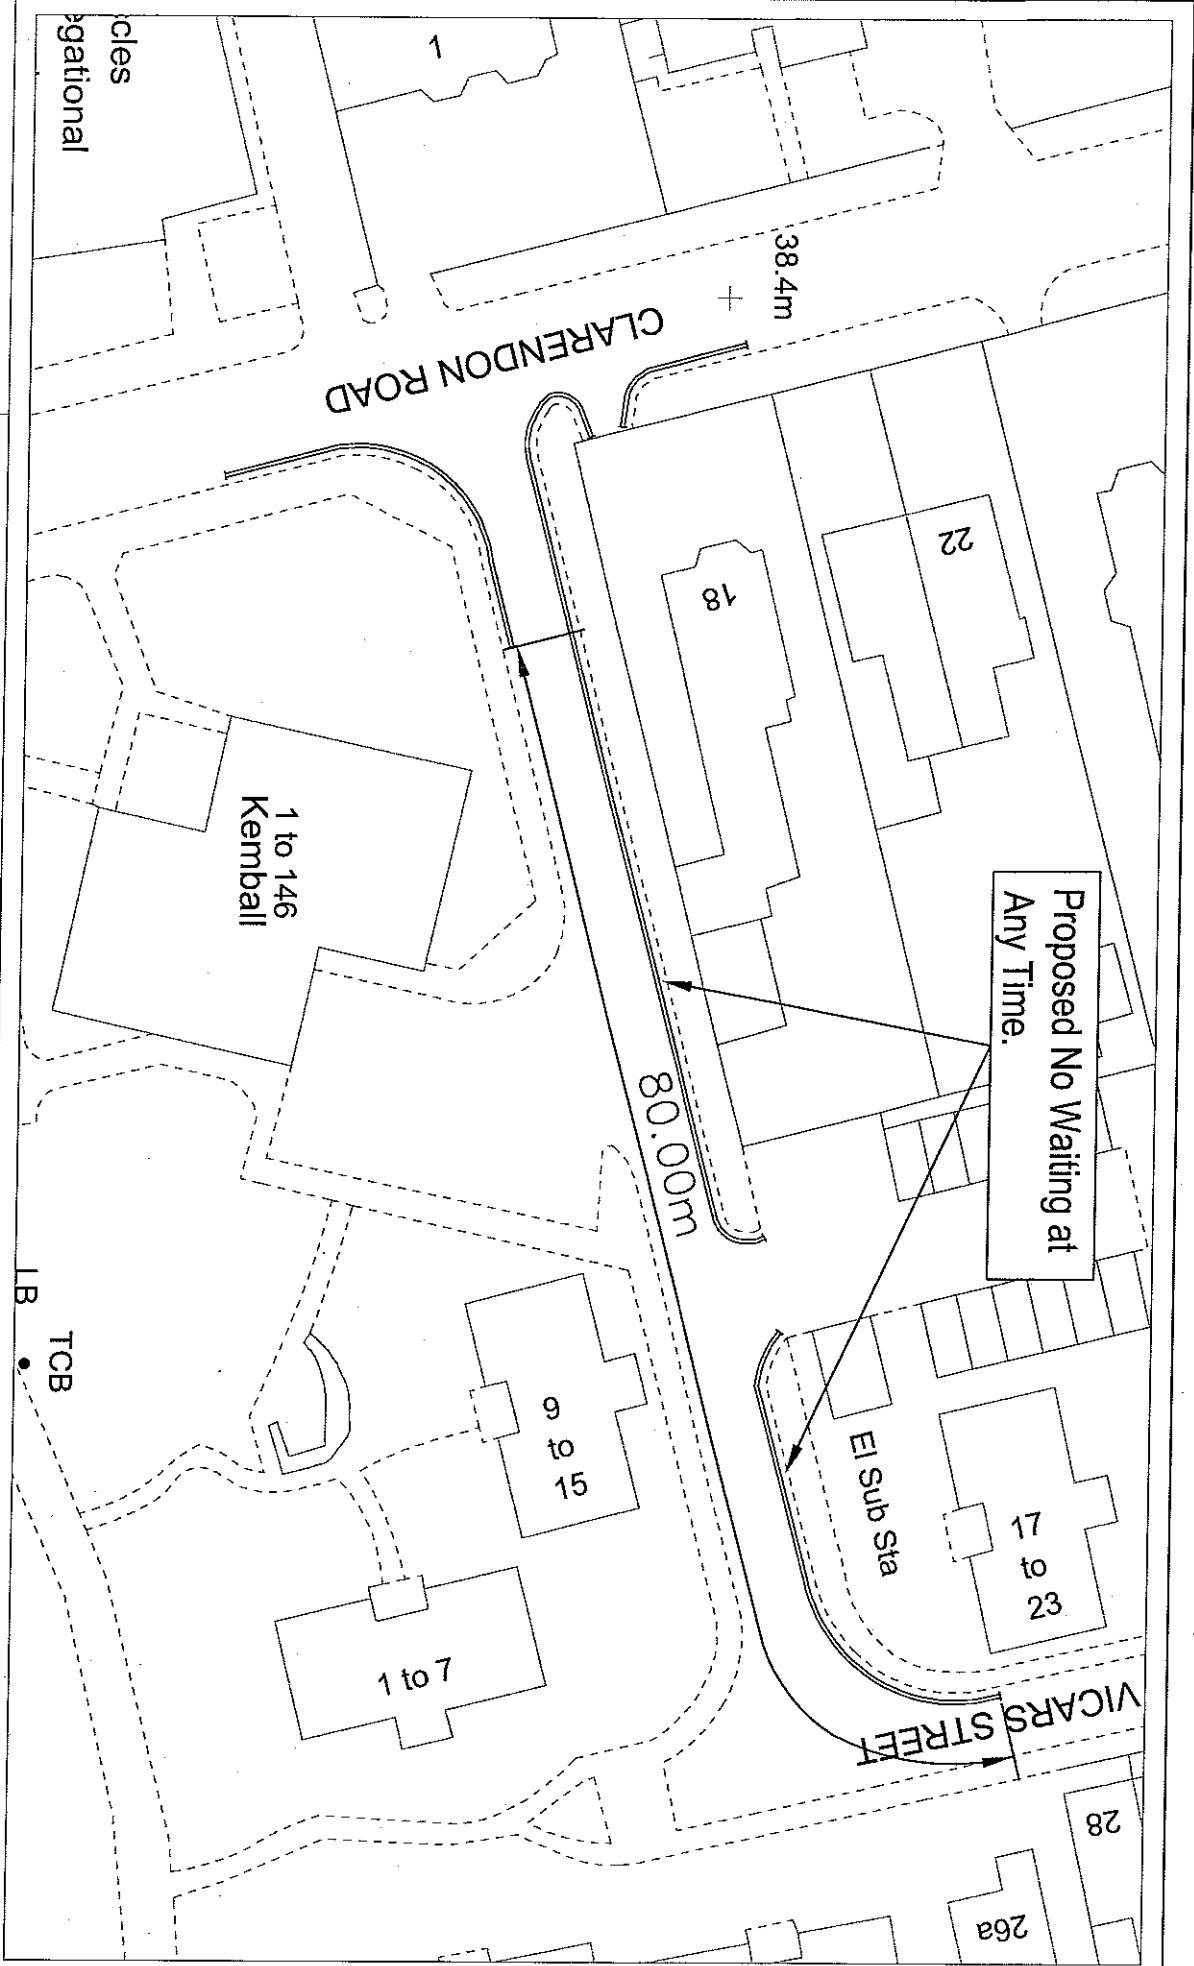 Proposed No Waiting at
Any Time.
CLARENDON ROAD
VICARS STREET
38.4m
80.00m
1
18
22
1 to 146
Kemball
9
to
15
1 to 7
17
to
23
El Sub Sta
28
26a
TCB
LB
cles
egational